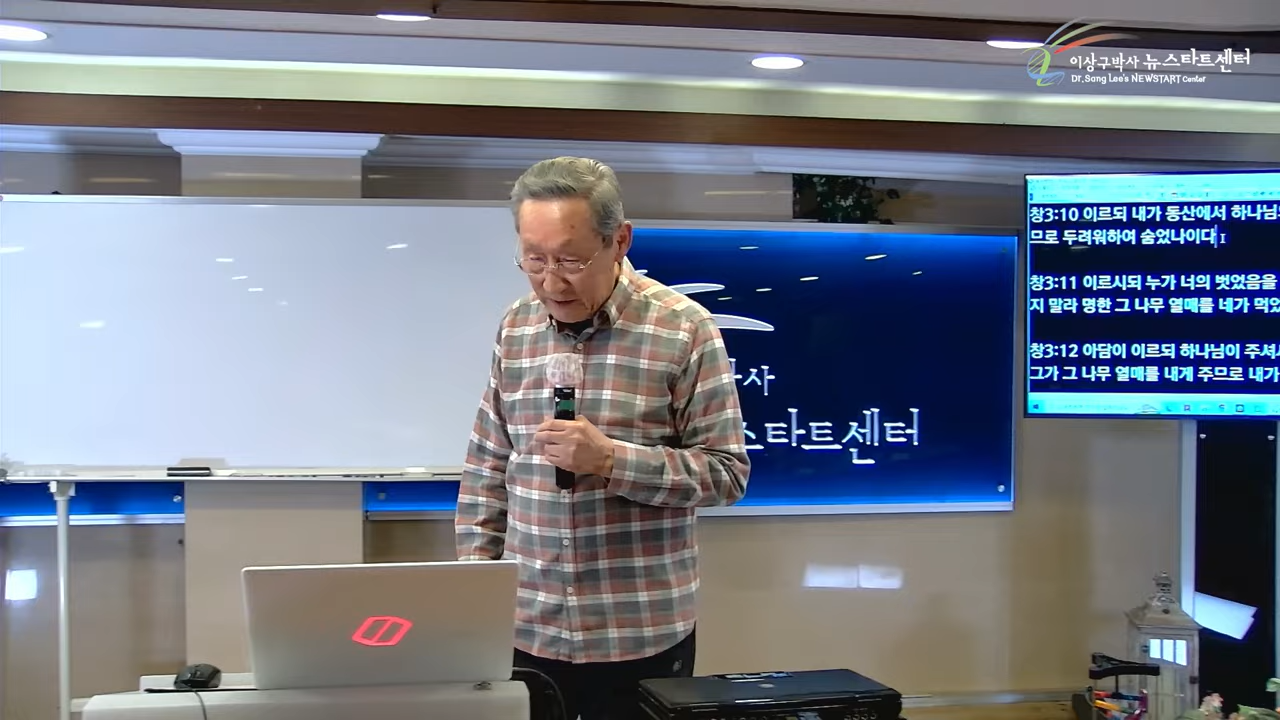 이상구박사 뉴스타트센터
Dr. Sang Lee's NEWSTART Center
창3:10 이르되 내가 동산에서 하나님
므로 두려워하여 숨었나이다
창3:11 이르시되 누가 너의 벗었음을
지 말라 명한 그 나무 열매를 네가 먹었
창3:12 아담이 이르되 하나님이 주셔서
그가 그 나무 열매를 내게 주므로 내가
박사
스타트센터